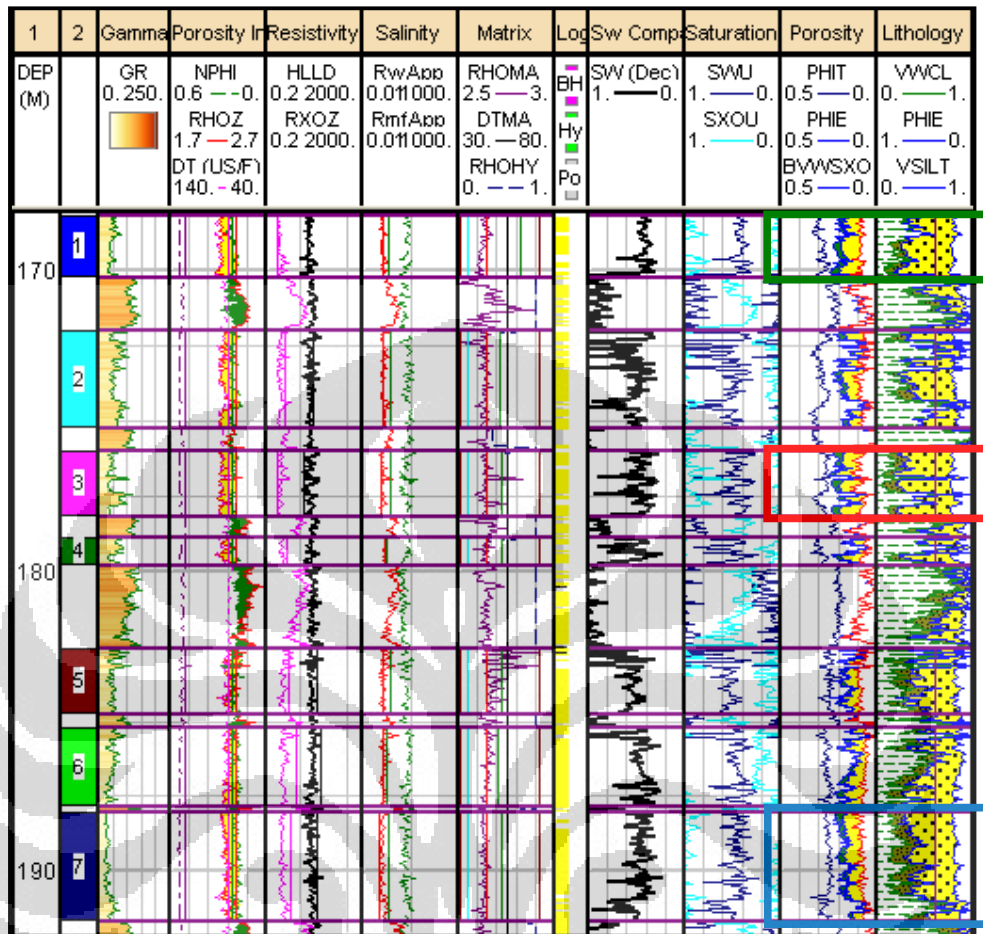 1 2 Gamma Porosity In Resistivity Salinity Matrix Log Sw Comp Saturation Porosity Lithology
DEP
(M)
GR
0. 250.
NPHI
0.6 0.
RHOZ
1.7 2.7
DT (US/F)
140. 40.
HLLD
0.2 2000.
RXOZ
0.2 2000.
RwApp
0.01 1000.
RmfApp
0.01 1000.
RHOMA
2.5 3.
DTMA
30. 80.
RHOHY
0. 1.
BH
Hy
Po
SW (Dec)
1. 0.
SWU
1. 0.
SXOU
1. 0.
PHIT
0.5 0.
PHIE
0.5 0.
BVWSXO
0.5 0.
VWCL
0. 1.
PHIE
1. 0.
VSILT
0. 1.
1
170
2
3
4
180
5
6
7
190